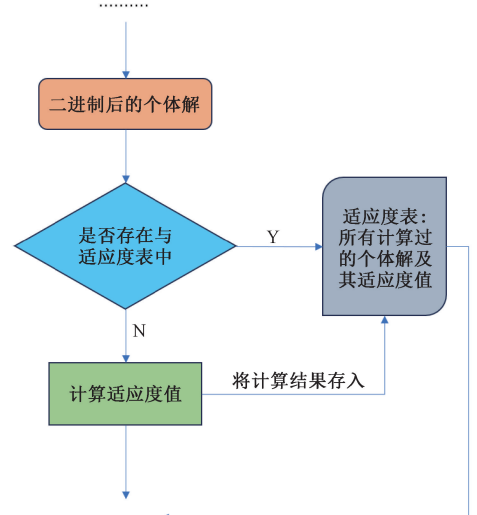 ..........
二进制后的个体解
是否存在与
适应度表中
Y
适应度表：
所有计算过
的个体解及
其适应度值
N
计算适应度值
将计算结果存入